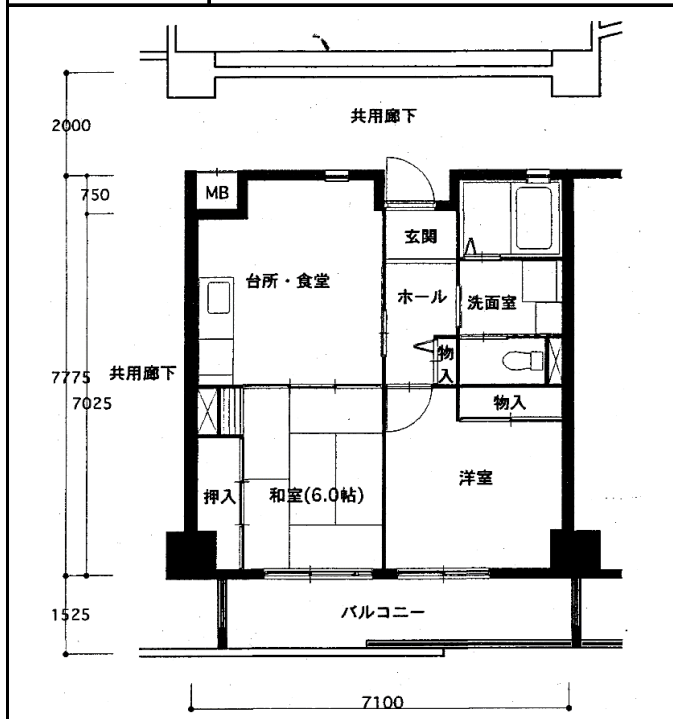 共用廊下
2000
MB
750
玄関
台所・食堂
ホール
洗面室
物入
共用廊下
7775
7025
物入
押入
和室(6.0帖)
洋室
バルコニー
1525
7100